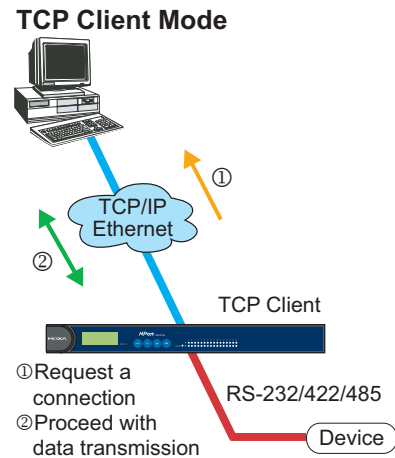 TCP Client Mode
①
TCP/IP
Ethernet
②
TCP Client
MOXA
NPort
①Request a
connection
②Proceed with
data transmission
RS-232/422/485
Device